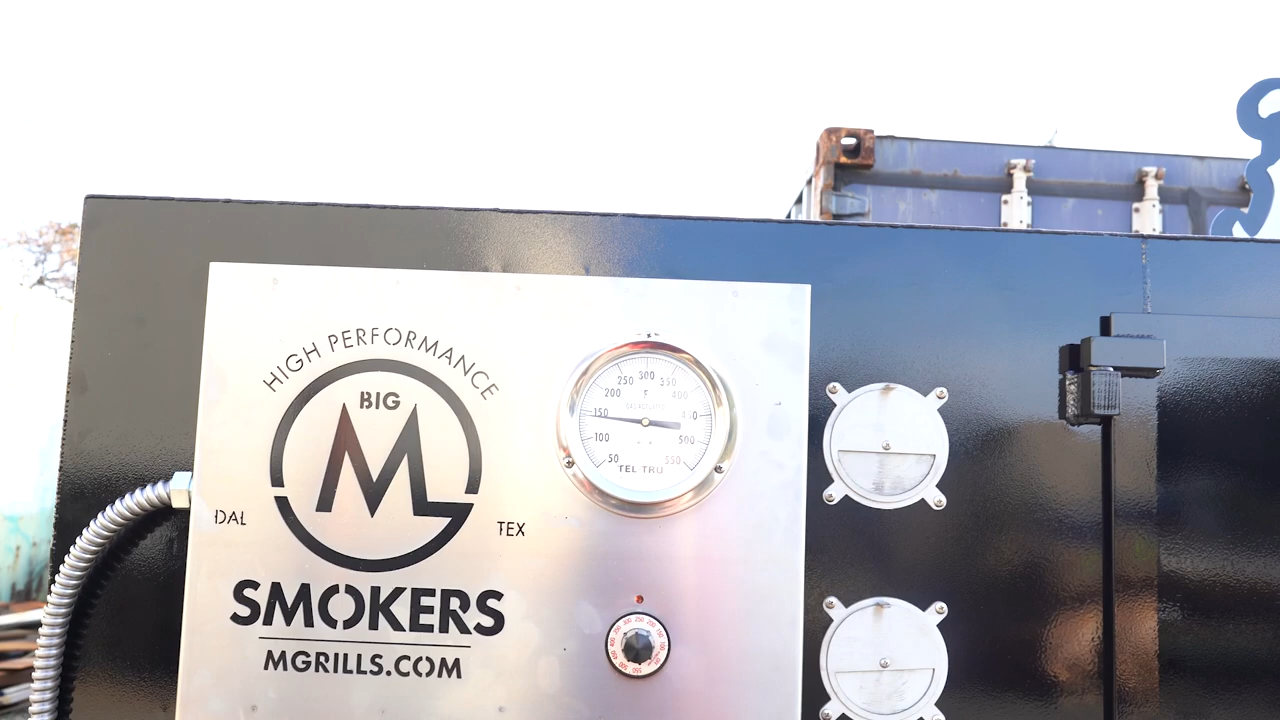 HIGH PERFORMANCE
BIG
M
DAL
TEX
SMOKERS
MGRILLS.COM
50
100
150
200
250
300
350
400
450
500
550
F
TEL-TRU